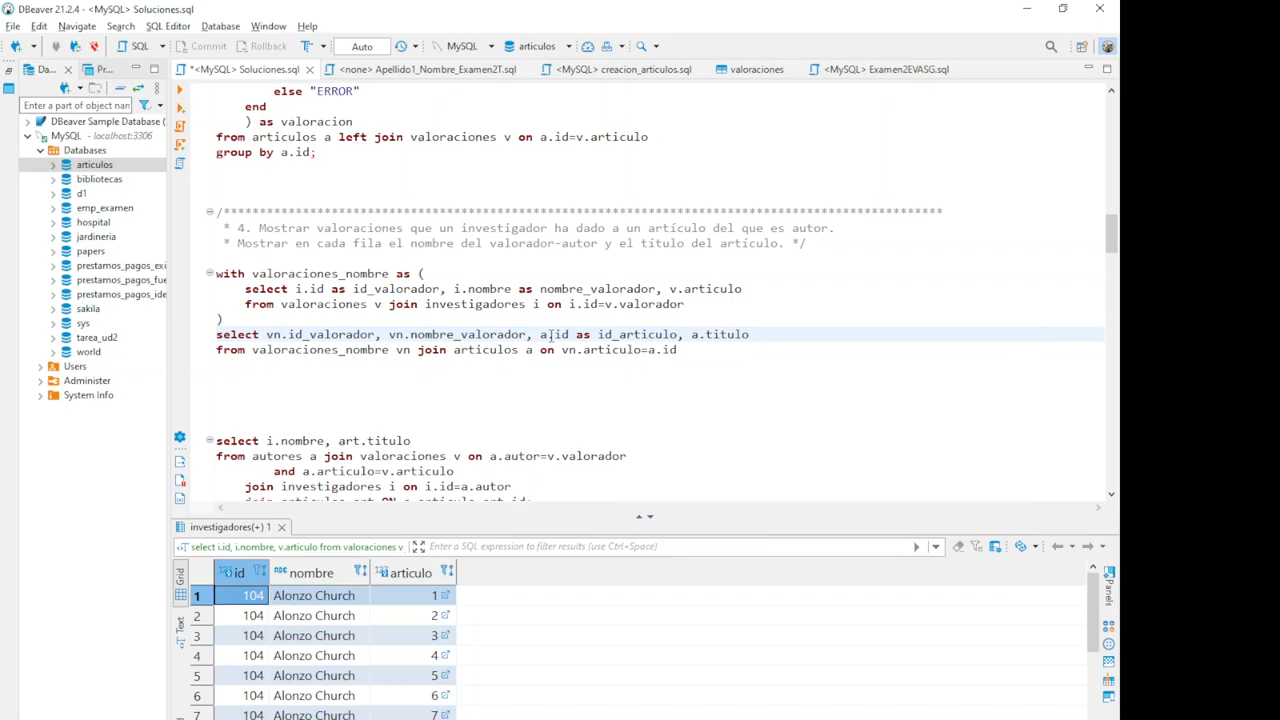 DBeaver 21.2.4 - <MySQL> Soluciones.sql
File Edit Navigate Search SQL Editor Database Window Help
SQL Commit Rollback Auto MySQL articulos
Da... Pr... *<MySQL> Soluciones.sql <none> Apellido1_Nombre_Examen2T.sql <MySQL> creacion_articulos.sql valoraciones <MySQL> Examen2EVASG.sql
Enter a part of object nan
DBeaver Sample Database (
MySQL - localhost:3306
Databases
articulos
bibliotecas
d1
emp_examen
hospital
jardineria
papers
prestamos_pagos_exi
prestamos_pagos_fue
prestamos_pagos_ide
sakila
sys
tarea_ud2
world
Users
Administer
System Info
else "ERROR"
end
) as valoracion
from articulos a left join valoraciones v on a.id=v.articulo
group by a.id;
/****************************************************************************************************
* 4. Mostrar valoraciones que un investigador ha dado a un artículo del que es autor.
* Mostrar en cada fila el nombre del valorador-autor y el título del artículo. */
with valoraciones_nombre as (
select i.id as id_valorador, i.nombre as nombre_valorador, v.articulo
from valoraciones v join investigadores i on i.id=v.valorador
)
select vn.id_valorador, vn.nombre_valorador, a.id as id_articulo, a.titulo
from valoraciones_nombre vn join articulos a on vn.articulo=a.id
select i.nombre, art.titulo
from autores a join valoraciones v on a.autor=v.valorador
and a.articulo=v.articulo
join investigadores i on i.id=a.autor
investigadores(+) 1
select i.id, i.nombre, v.articulo from valoraciones v Enter a SQL expression to filter results (use Ctrl+Space)
Grid
Text
Panels
id nombre articulo
1 104 Alonzo Church 1
2 104 Alonzo Church 2
3 104 Alonzo Church 3
4 104 Alonzo Church 4
5 104 Alonzo Church 5
6 104 Alonzo Church 6
7 104 Alonzo Church 7